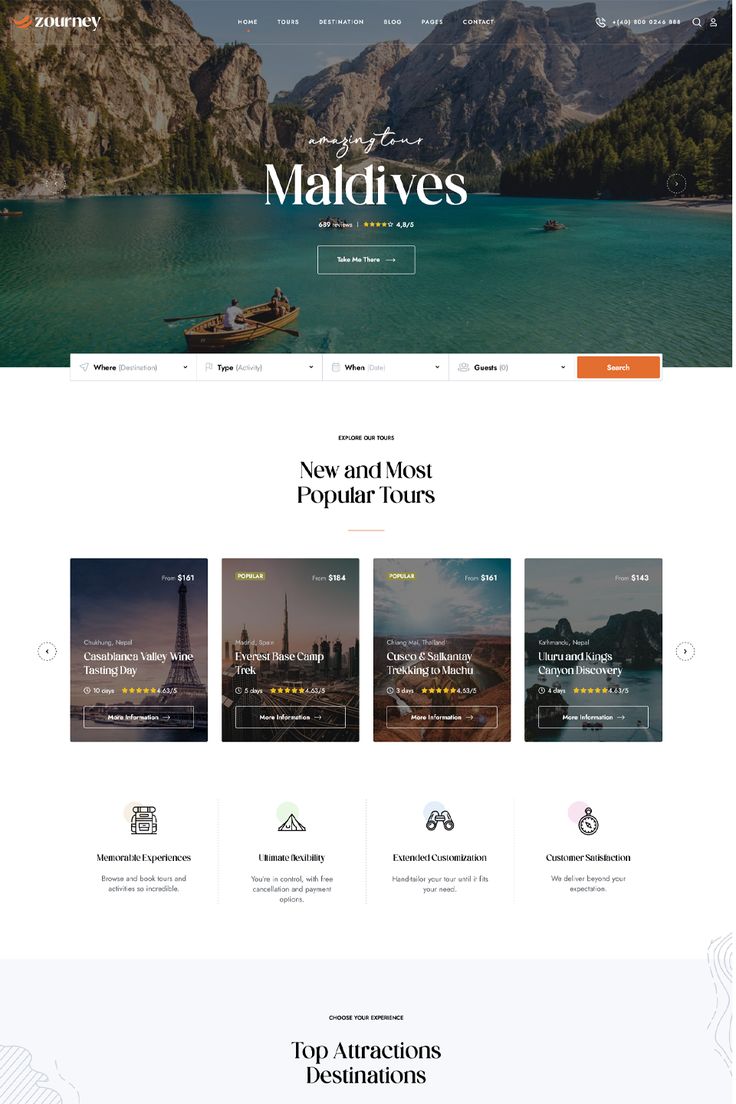 zourney
HOME TOURS DESTINATION BLOG PAGES CONTACT
+(40) 800 0246 888
amazing tour
Maldives
689 reviews | 4,8/5
Take Me There
Where (Destination)
Type (Activity)
When (Date)
Guests (0)
Search
EXPLORE OUR TOURS
New and Most
Popular Tours
From $161
Chukhung, Nepal
Casablanca Valley Wine
Tasting Day
10 days 4.63/5
More Information
POPULAR
From $184
Madrid, Spain
Everest Base Camp
Trek
5 days 4.63/5
More Information
POPULAR
From $161
Chiang Mai, Thailand
Cusco & Salkantay
Trekking to Machu
3 days 4.53/5
More Information
From $143
Kathmandu, Nepal
Uluru and Kings
Canyon Discovery
4 days 4.63/5
More Information
Memorable Experiences
Browse and book tours and
activities so incredible.
Ultimate flexibility
You're in control, with free
cancellation and payment
options.
Extended Customization
Hand-tailor your tour until it fits
your need.
Customer Satisfaction
We deliver beyond your
expectation.
CHOOSE YOUR EXPERIENCE
Top Attractions
Destinations